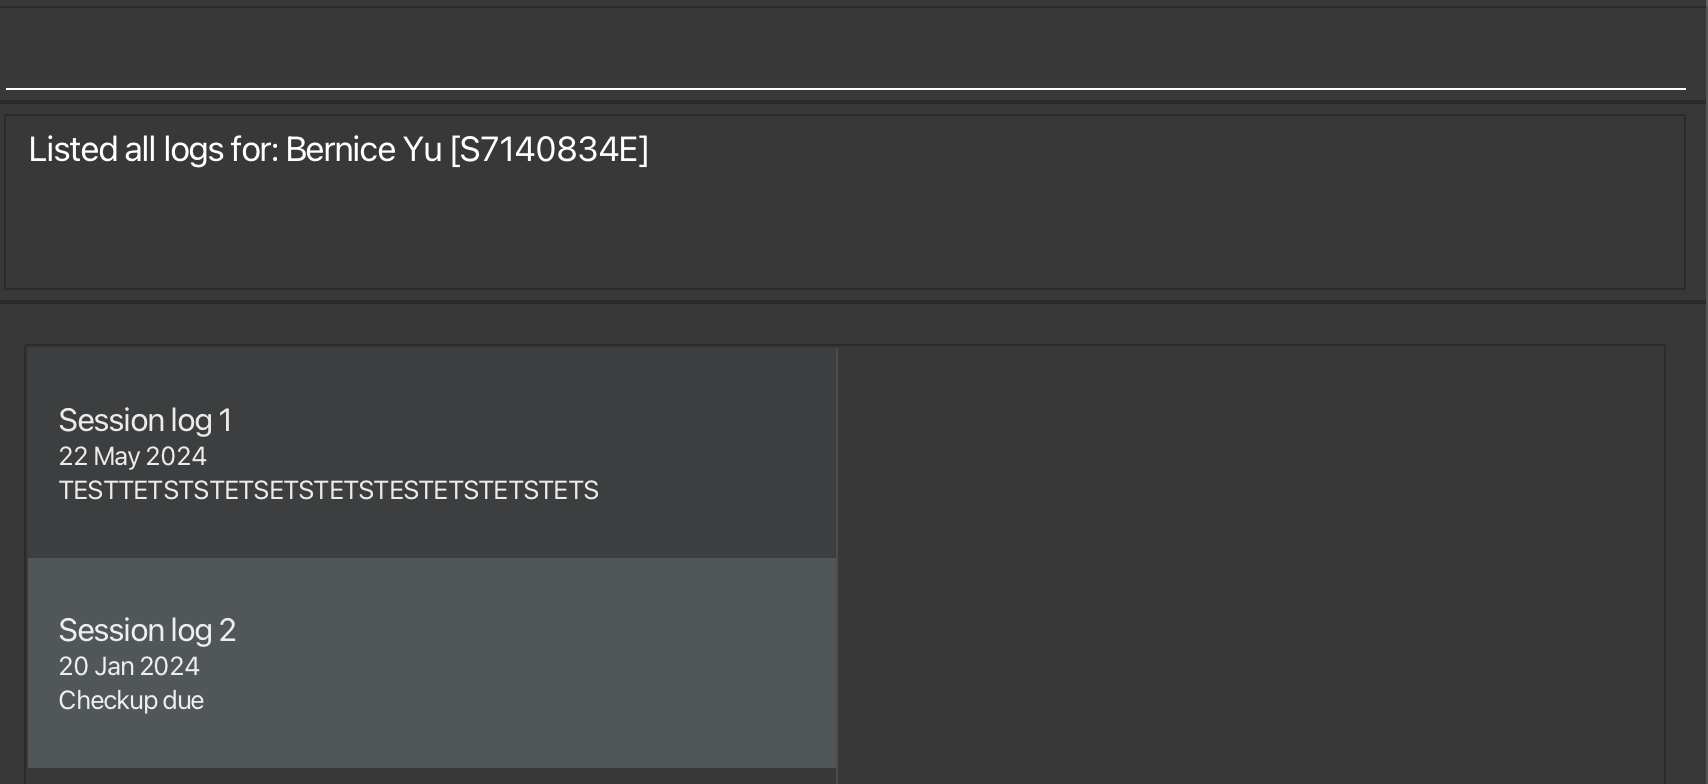 Listed all logs for: Bernice Yu [S7140834E]
Session log 1
22 May 2024
TESTTETSTSTETSETSTETSTESTETSTETSTETS
Session log 2
20 Jan 2024
Checkup due